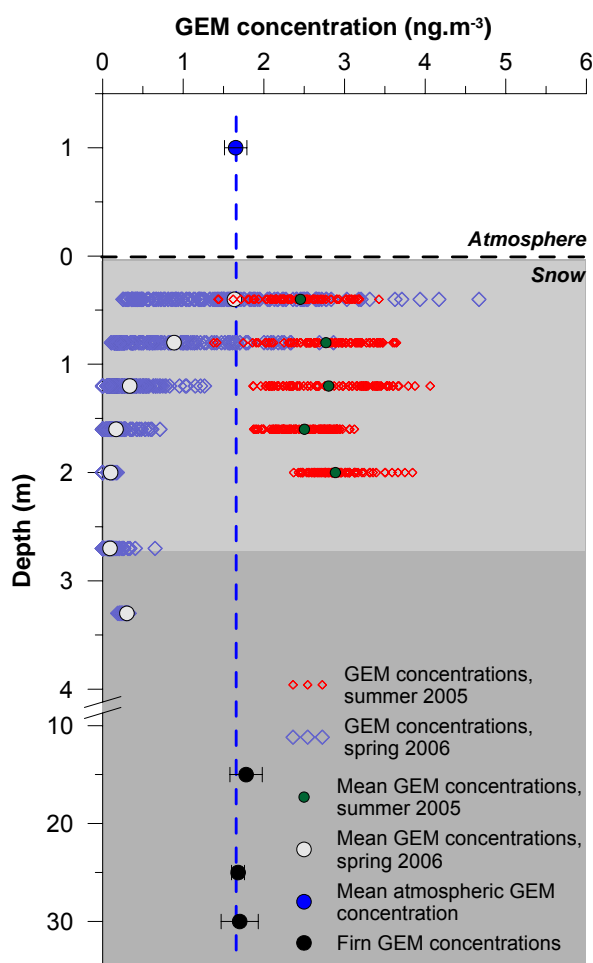 GEM concentration (ng.m-3)
0 1 2 3 4 5 6
1
Atmosphere
0
Snow
1
2
Depth (m)
3
4
10
20
30
GEM concentrations,
summer 2005
GEM concentrations,
spring 2006
Mean GEM concentrations,
summer 2005
Mean GEM concentrations,
spring 2006
Mean atmospheric GEM
concentration
Firn GEM concentrations